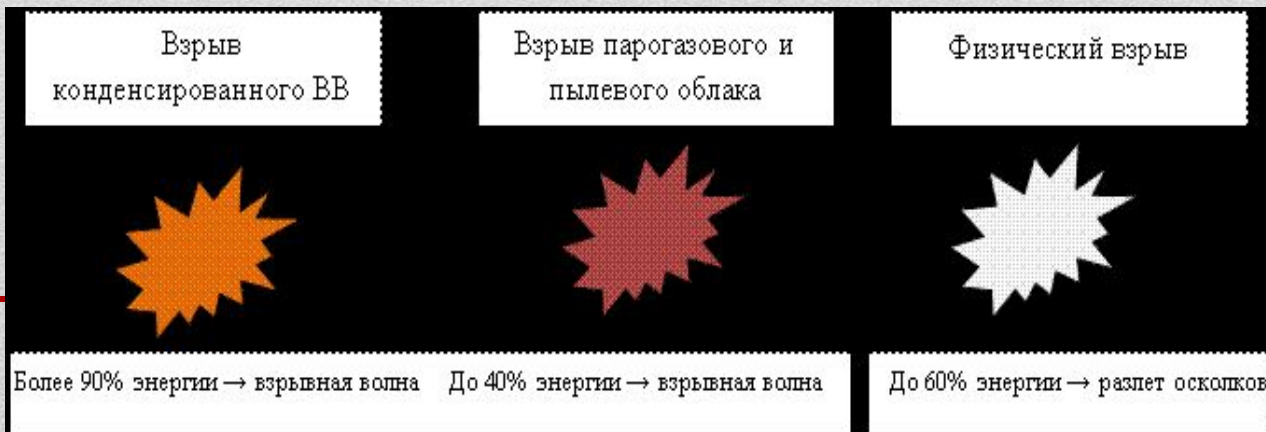 Взрыв
конденсированного ВВ
Взрыв парогазового и
пылевого облака
Физический взрыв
Более 90% энергии → взрывная волна
До 40% энергии → взрывная волна
До 60% энергии → разлет осколков